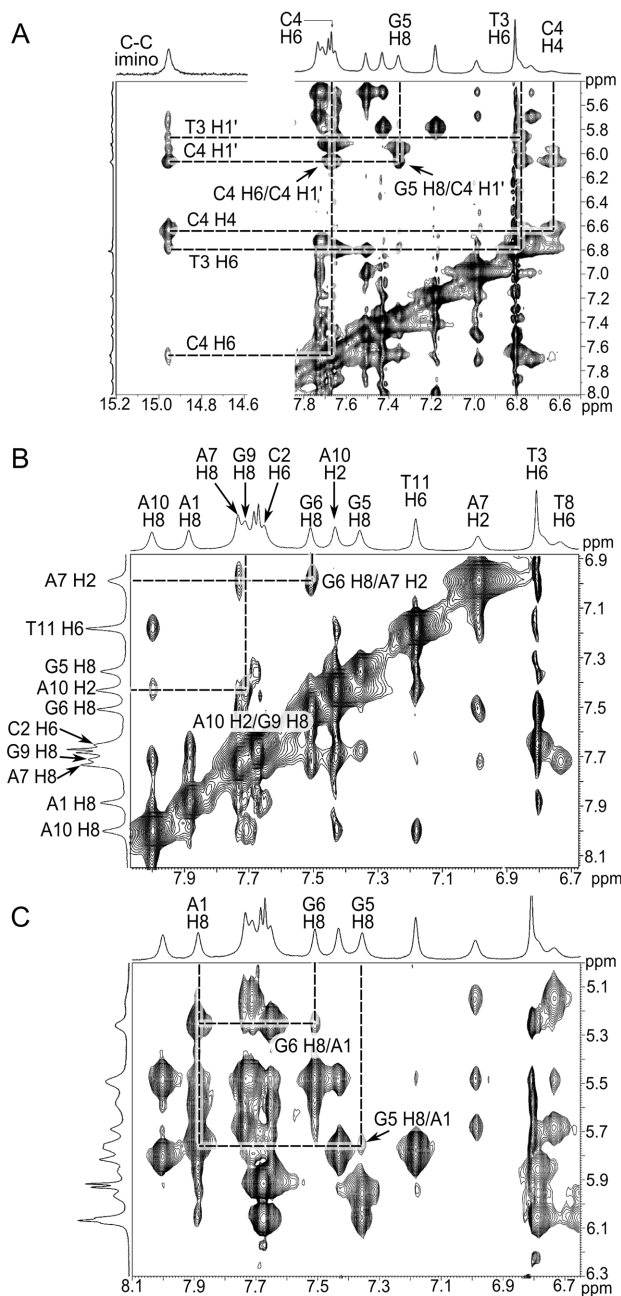 A
C-C
imino
C4
H6
G5
H8
T3
H6
C4
H4
ppm
T3 H1'
C4 H1'
C4 H6/C4 H1'
G5 H8/C4 H1'
C4 H4
T3 H6
C4 H6
5.6
5.8
6.0
6.2
6.4
6.6
6.8
7.0
7.2
7.4
7.6
7.8
8.0
15.2 15.0 14.8 14.6
7.8 7.6 7.4 7.2 7.0 6.8 6.6
ppm
B
A10
H8
A1
H8
A7
H8
G9
H8
C2
H6
G6
H8
A10
H2
G5
H8
T11
H6
A7
H2
T3
H6
T8
H6
ppm
A7 H2
T11 H6
G5 H8
A10 H2
G6 H8
C2 H6
G9 H8
A7 H8
A1 H8
A10 H8
G6 H8/A7 H2
A10 H2/G9 H8
6.9
7.1
7.3
7.5
7.7
7.9
8.1
7.9 7.7 7.5 7.3 7.1 6.9 6.7
ppm
C
A1
H8
G6
H8
G5
H8
ppm
G6 H8/A1
G5 H8/A1
5.1
5.3
5.5
5.7
5.9
6.1
6.3
8.1 7.9 7.7 7.5 7.3 7.1 6.9 6.7
ppm